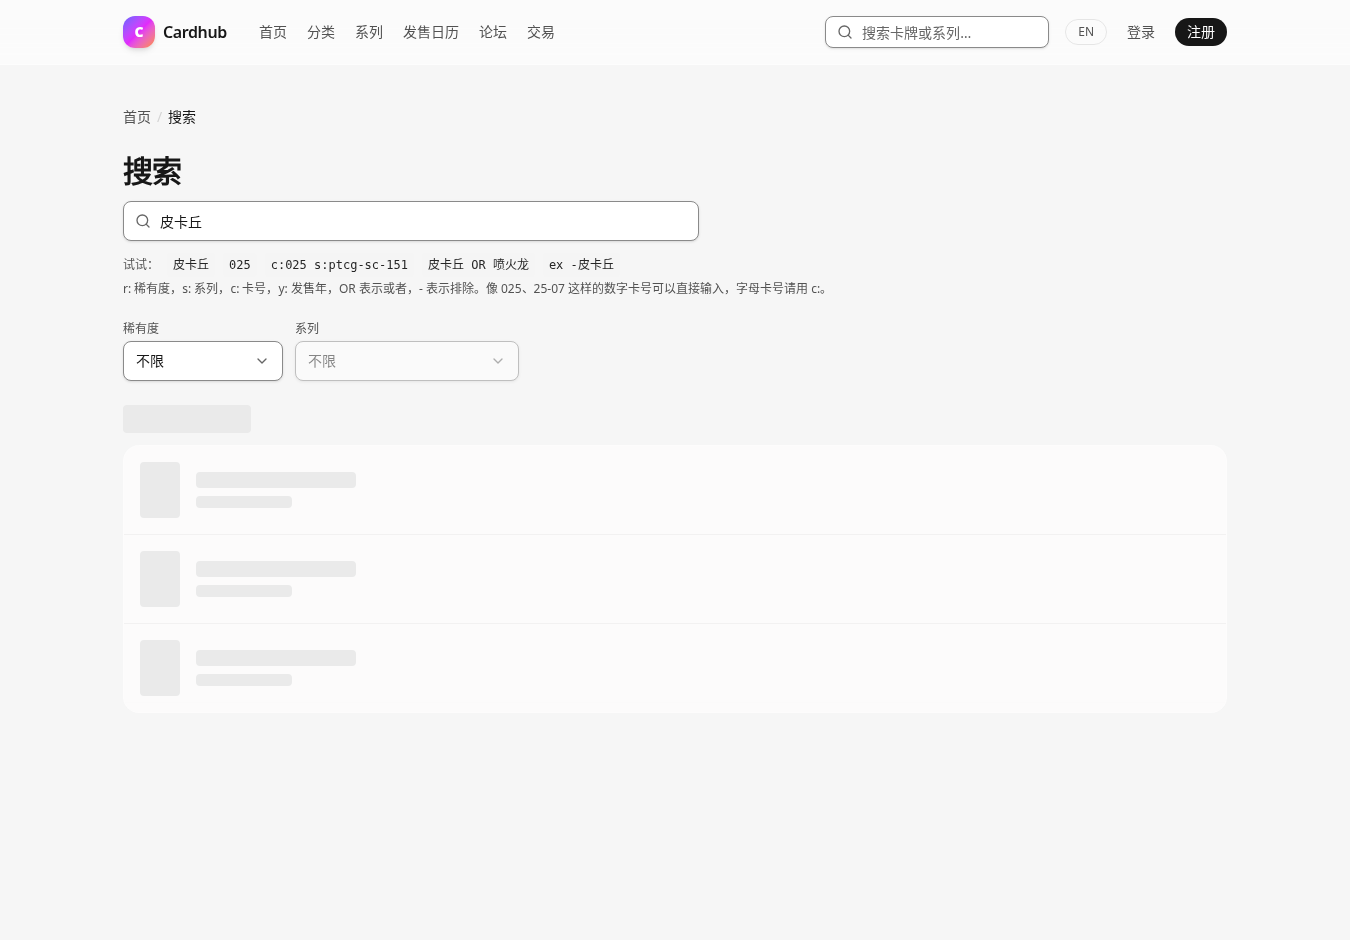 C Cardhub 首页 分类 系列 发售日历 论坛 交易 搜索卡牌或系列... EN 登录 注册
首页 / 搜索
搜索
皮卡丘
试试： 皮卡丘 025 c:025 s:ptcg-sc-151 皮卡丘 OR 喷火龙 ex -皮卡丘
r: 稀有度，s: 系列，c: 卡号，y: 发售年，OR 表示或者，- 表示排除。像 025、25-07 这样的数字卡号可以直接输入，字母卡号请用 c:。
稀有度 系列
不限 不限